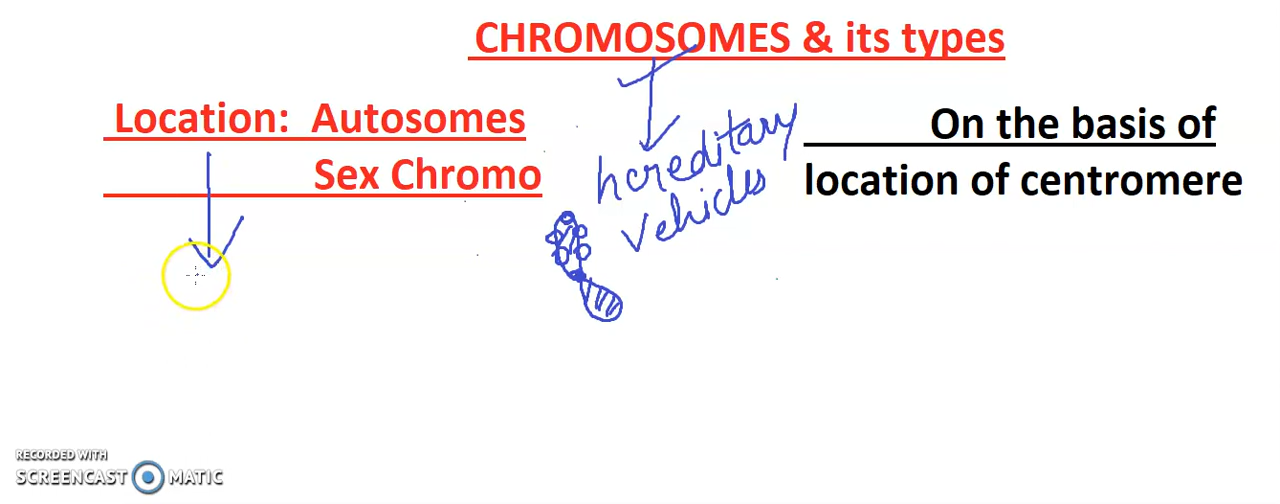 CHROMOSOMES & its types
Location: Autosomes
Sex Chromo
hereditary
vehicles
On the basis of
location of centromere
RECORDED WITH
SCREENCAST MATIC